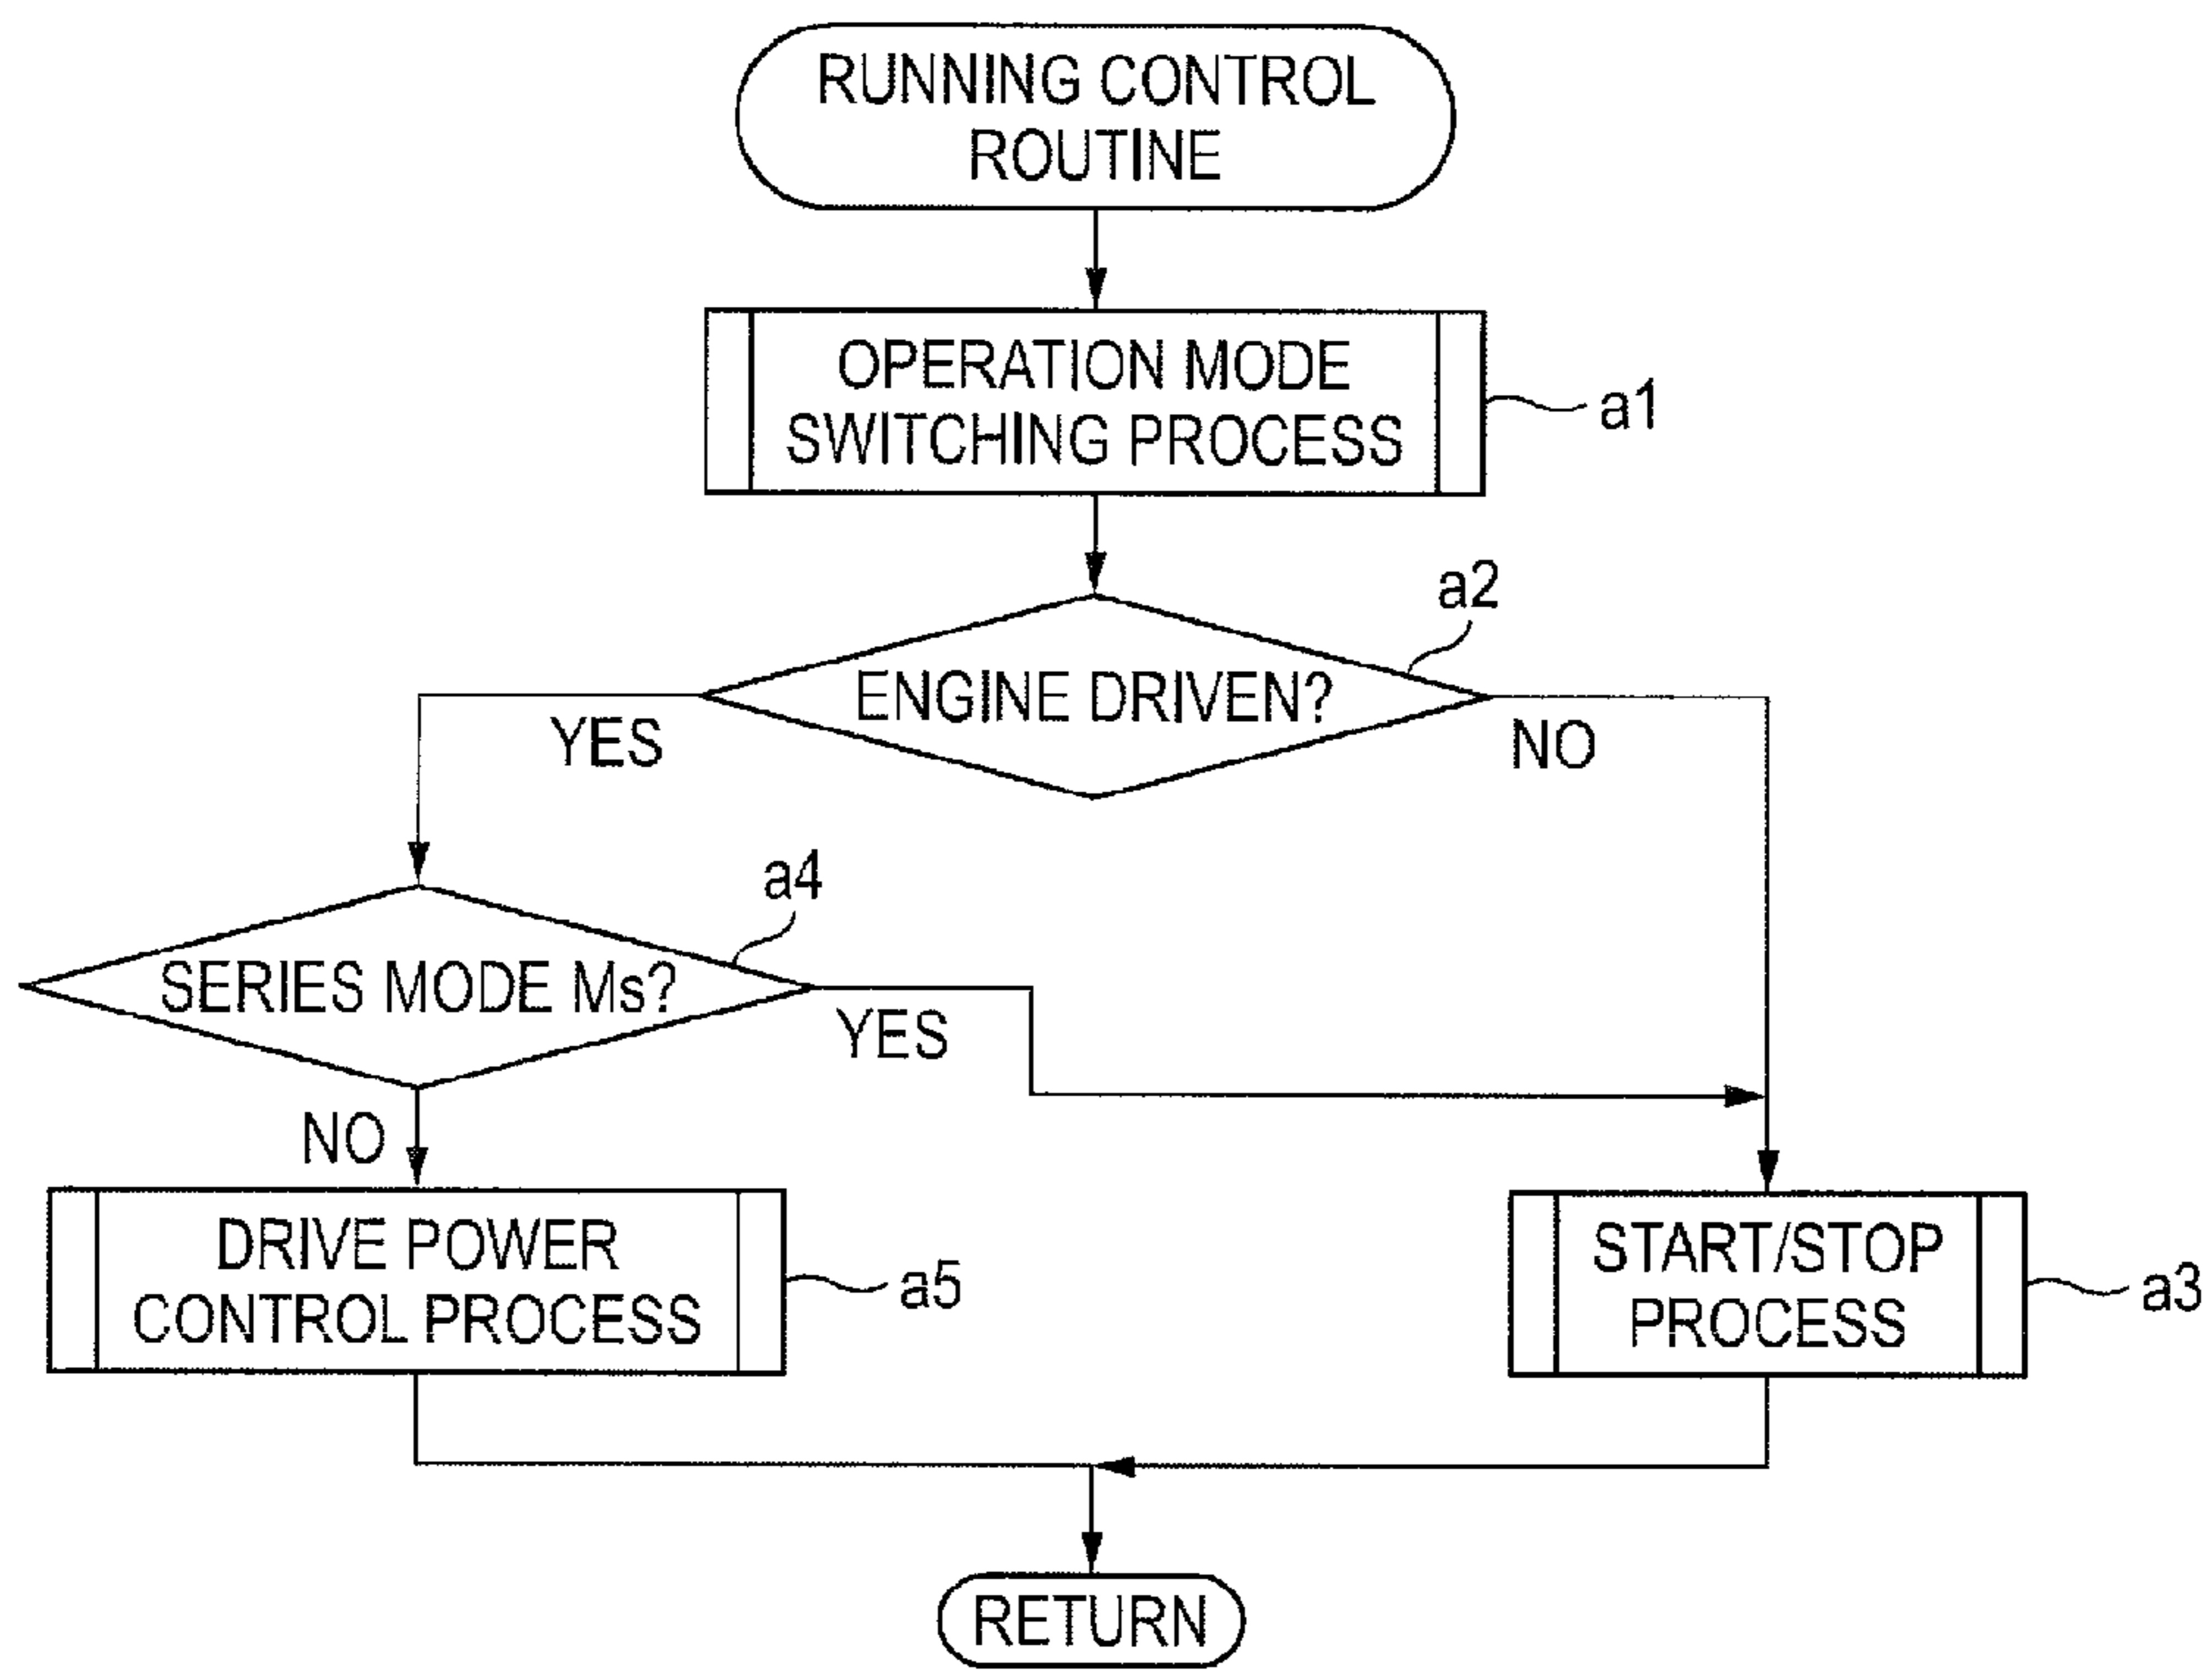 RUNNING CONTROL
ROUTINE
OPERATION MODE
SWITCHING PROCESS
a1
a2
ENGINE DRIVEN?
YES
NO
a4
SERIES MODE Ms?
YES
NO
DRIVE POWER
CONTROL PROCESS
a5
START/STOP
PROCESS
a3
RETURN